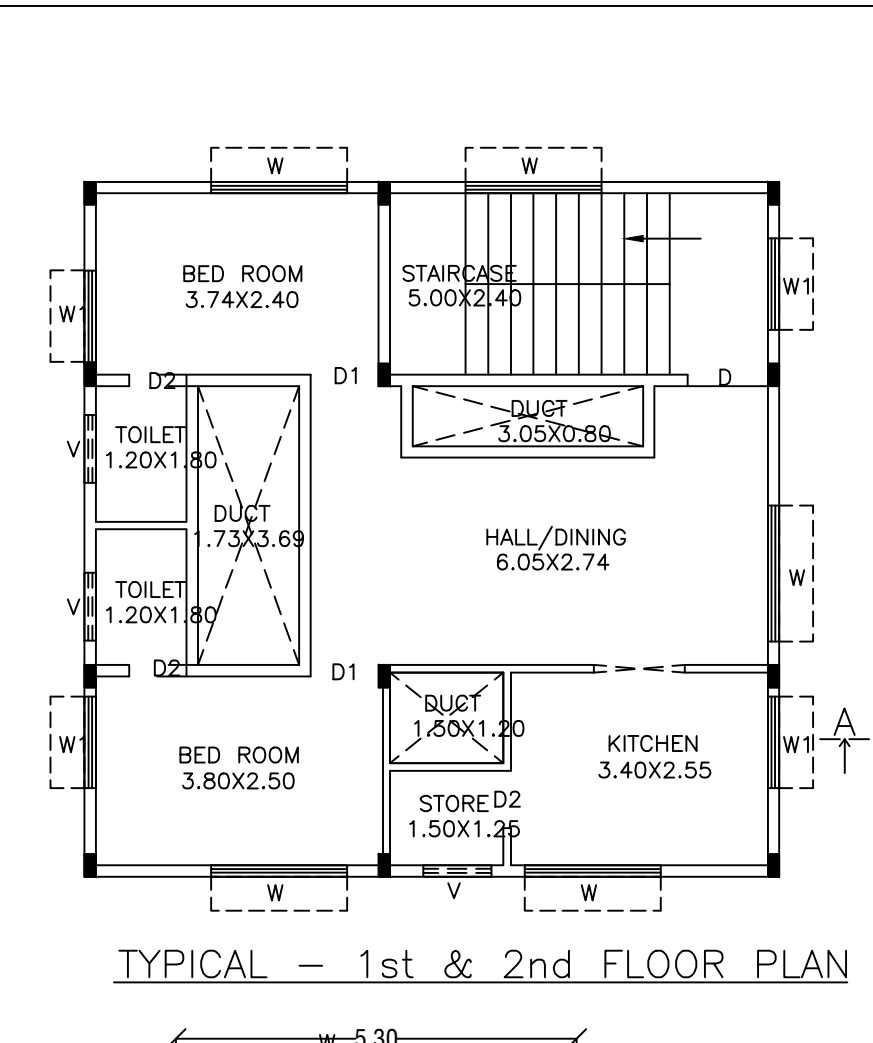 W
W
BED ROOM
3.74X2.40
STAIRCASE
5.00X2.40
W1
W1
D2
D1
D
DUCT
3.05X0.80
V
TOILET
1.20X1.80
DUCT
1.73X3.69
HALL/DINING
6.05X2.74
W
V
TOILET
1.20X1.80
D2
D1
DUCT
1.50X1.20
A
W1
BED ROOM
3.80X2.50
KITCHEN
3.40X2.55
W1
STORE
D2
1.50X1.25
W
V
W
TYPICAL - 1st & 2nd FLOOR PLAN
W
5.30